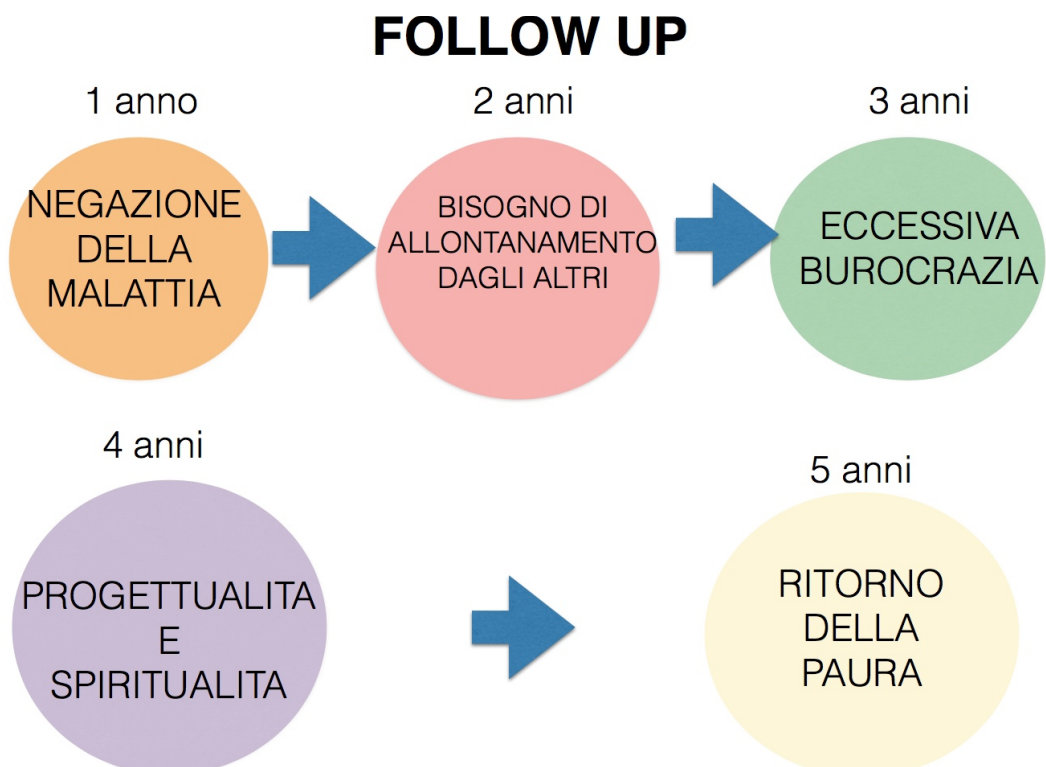 FOLLOW UP
1 anno
2 anni
3 anni
NEGAZIONE
DELLA
MALATTIA
BISOGNO DI
ALLONTANAMENTO
DAGLI ALTRI
ECCESSIVA
BUROCRAZIA
4 anni
5 anni
PROGETTUALITA
E
SPIRITUALITA
RITORNO
DELLA
PAURA